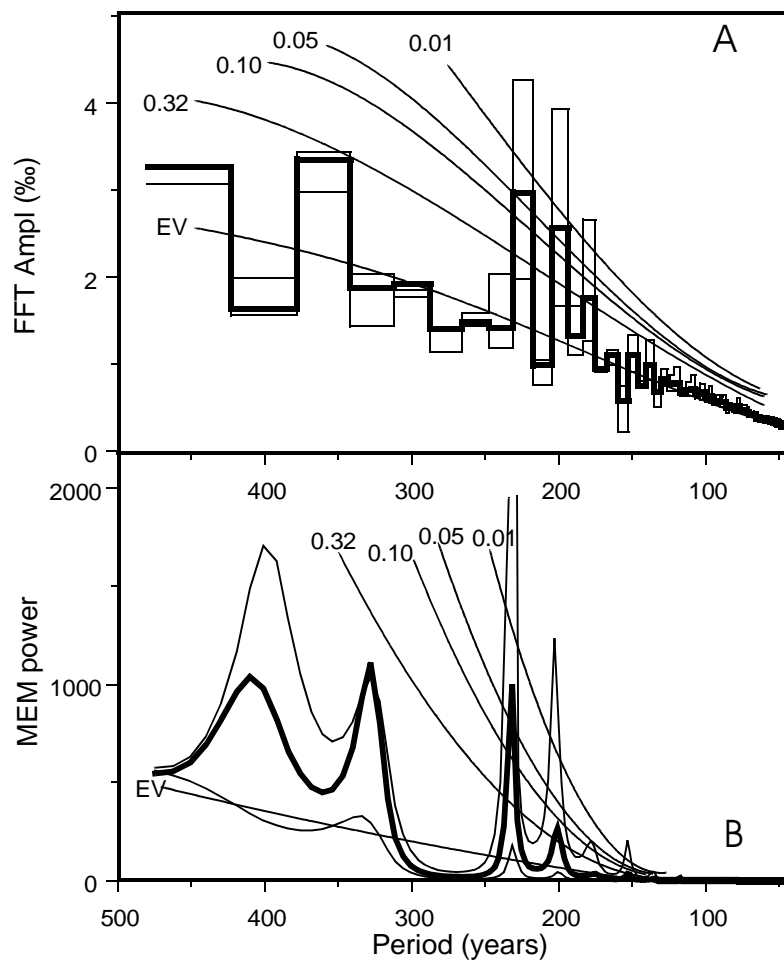 A
0.05
0.01
0.10
4
0.32
FFT Ampl (‰)
EV
2
0
400 300 200 100
2000
0.32 0.10 0.05 0.01
MEM power
1000
EV
B
0
500 400 300 200 100
Period (years)